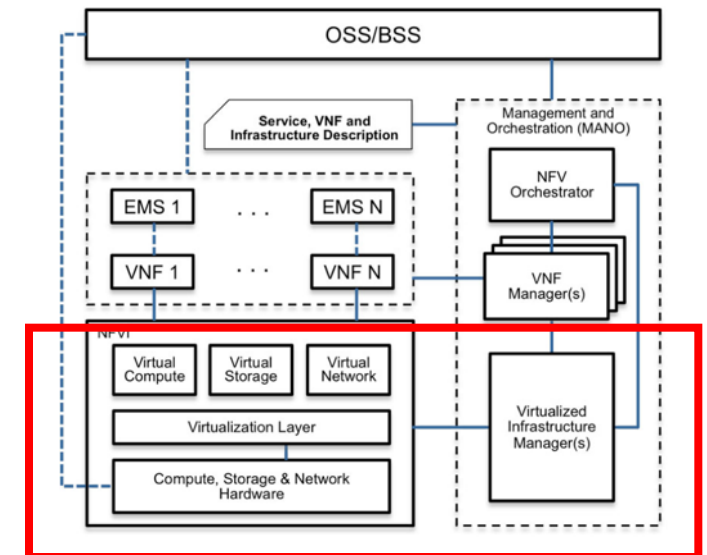 OSS/BSS
Service, VNF and
Infrastructure Description
Management and
Orchestration (MANO)
NFV
Orchestrator
EMS 1
. . .
EMS N
VNF 1
. . .
VNF N
VNF
Manager(s)
NFVI
Virtual
Compute
Virtual
Storage
Virtual
Network
Virtualization Layer
Compute, Storage & Network
Hardware
Virtualized
Infrastructure
Manager(s)